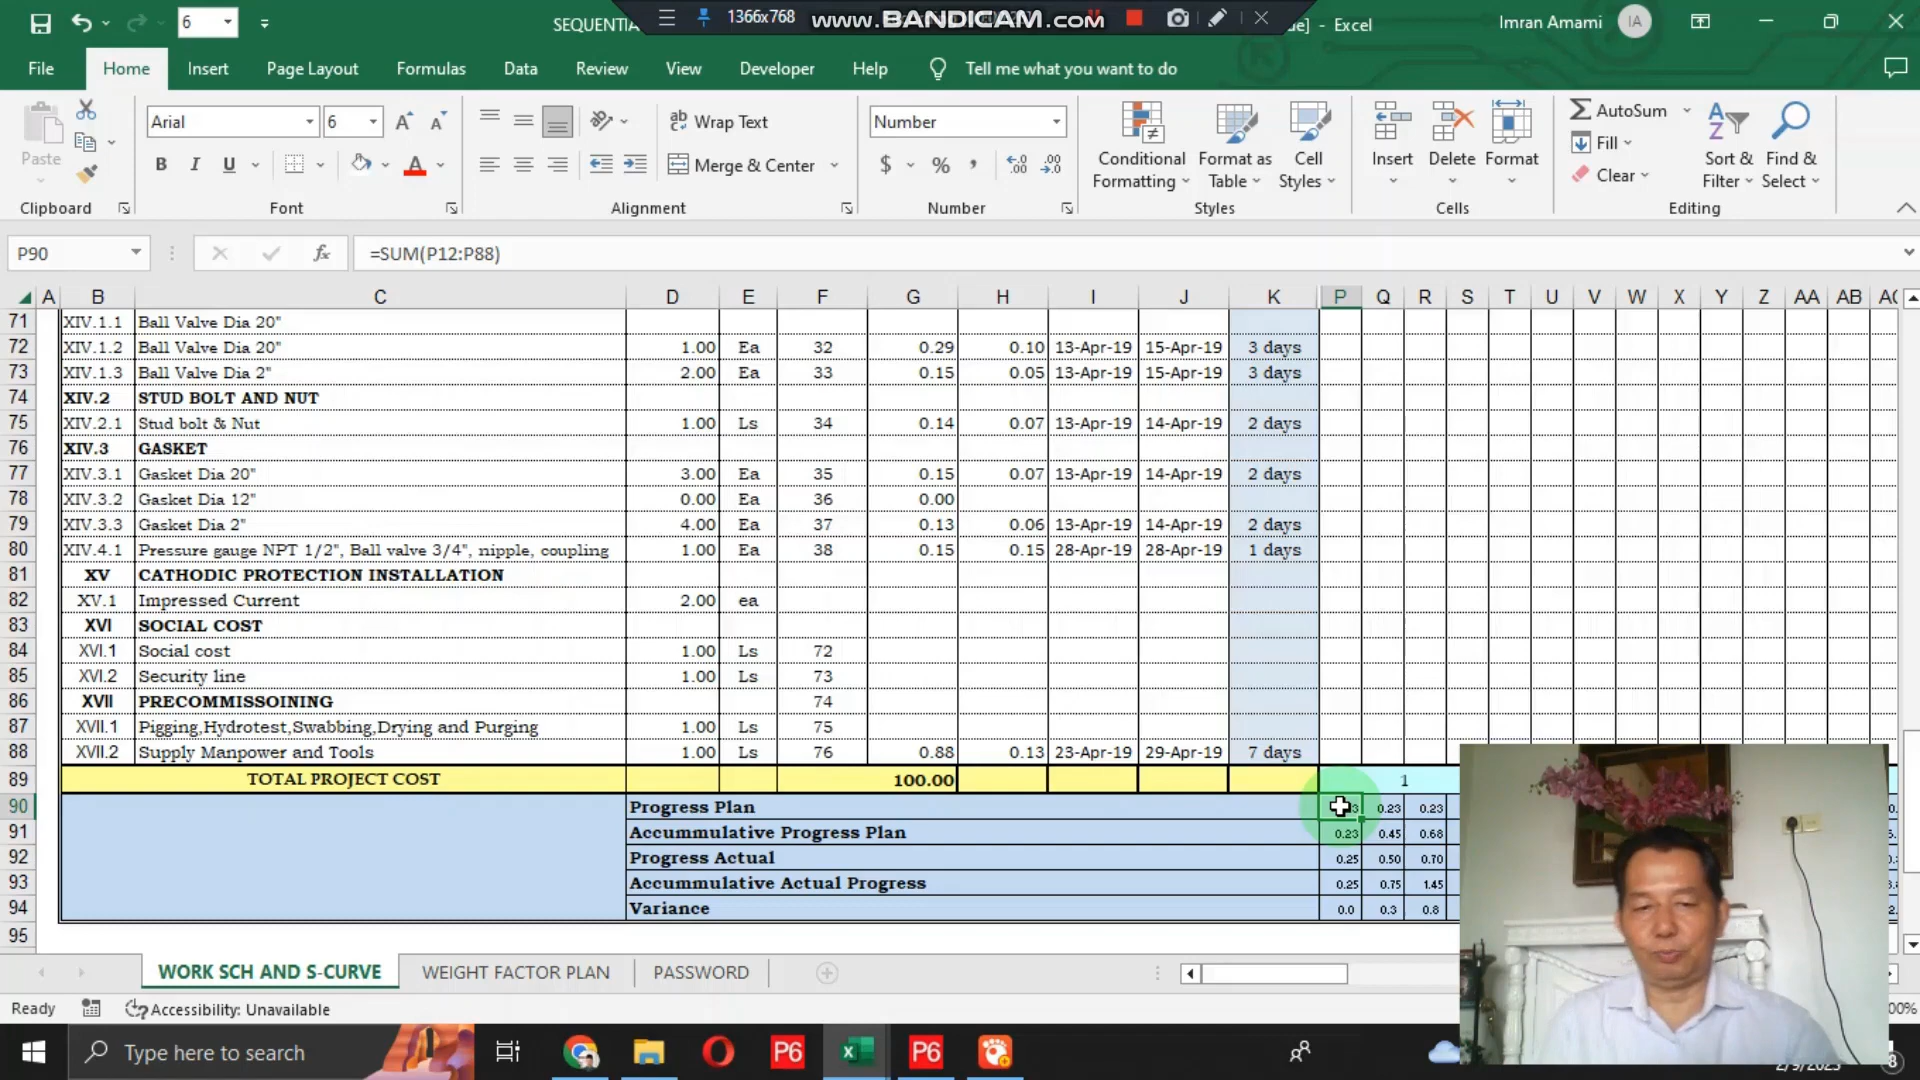 6
SEQUENTIA
1366x768
www.BANDICAM.com
e] - Excel
Imran Amami
IA
File
Home
Insert
Page Layout
Formulas
Data
Review
View
Developer
Help
Tell me what you want to do
Paste
Clipboard
Arial
6
B I U
Font
Wrap Text
Merge & Center
Alignment
Number
$ % ,
Number
Conditional Formatting
Format as Table
Cell Styles
Styles
Insert
Delete
Format
Cells
AutoSum
Fill
Clear
Sort & Filter
Find & Select
Editing
P90
fx
=SUM(P12:P88)
A B C D E F G H I J K P Q R S T U V W X Y Z AA AB AC
71 XIV.1.1 Ball Valve Dia 20"
72 XIV.1.2 Ball Valve Dia 20" 1.00 Ea 32 0.29 0.10 13-Apr-19 15-Apr-19 3 days
73 XIV.1.3 Ball Valve Dia 2" 2.00 Ea 33 0.15 0.05 13-Apr-19 15-Apr-19 3 days
74 XIV.2 STUD BOLT AND NUT
75 XIV.2.1 Stud bolt & Nut 1.00 Ls 34 0.14 0.07 13-Apr-19 14-Apr-19 2 days
76 XIV.3 GASKET
77 XIV.3.1 Gasket Dia 20" 3.00 Ea 35 0.15 0.07 13-Apr-19 14-Apr-19 2 days
78 XIV.3.2 Gasket Dia 12" 0.00 Ea 36 0.00
79 XIV.3.3 Gasket Dia 2" 4.00 Ea 37 0.13 0.06 13-Apr-19 14-Apr-19 2 days
80 XIV.4.1 Pressure gauge NPT 1/2", Ball valve 3/4", nipple, coupling 1.00 Ea 38 0.15 0.15 28-Apr-19 28-Apr-19 1 days
81 XV CATHODIC PROTECTION INSTALLATION
82 XV.1 Impressed Current 2.00 ea
83 XVI SOCIAL COST
84 XVI.1 Social cost 1.00 Ls 72
85 XVI.2 Security line 1.00 Ls 73
86 XVII PRECOMMISSOINING 74
87 XVII.1 Pigging,Hydrotest,Swabbing,Drying and Purging 1.00 Ls 75
88 XVII.2 Supply Manpower and Tools 1.00 Ls 76 0.88 0.13 23-Apr-19 29-Apr-19 7 days
89 TOTAL PROJECT COST 100.00 1
90 Progress Plan 0.23 0.23
91 Accummulative Progress Plan 0.23 0.45 0.68
92 Progress Actual 0.25 0.50 0.70
93 Accummulative Actual Progress 0.25 0.75 1.45
94 Variance 0.0 0.3 0.8
95
WORK SCH AND S-CURVE
WEIGHT FACTOR PLAN
PASSWORD
Ready
Accessibility: Unavailable
00%
Type here to search
P6
P6